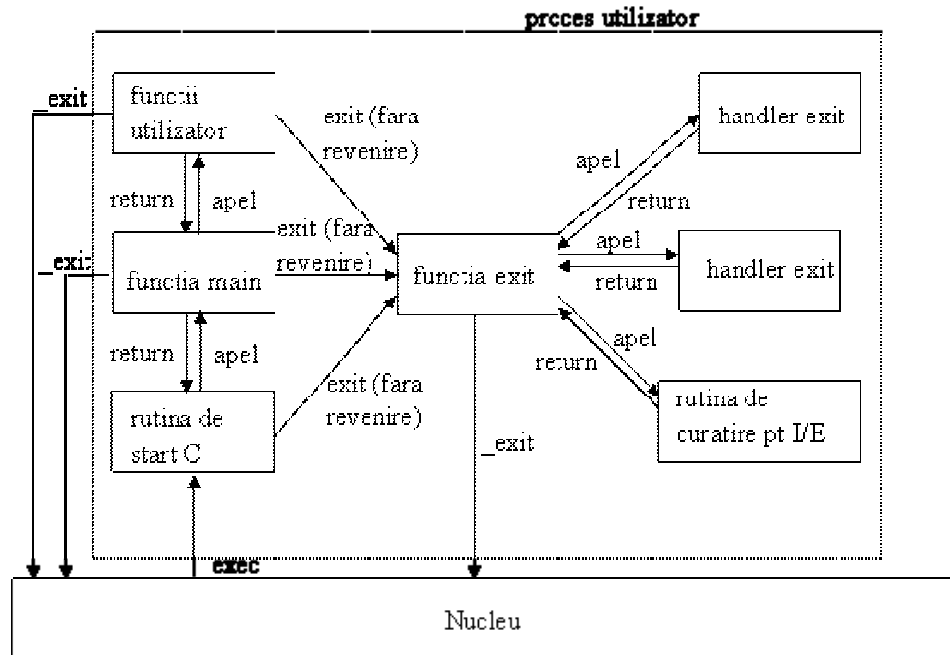 proces utilizator
_exit
functii
utilizator
exit (fara
revenire)
handler exit
apel
return
return
apel
exit (fara
revenire)
_exit
functia main
functia exit
apel
return
handler exit
return
apel
exit (fara
revenire)
apel
return
rutina de
start C
_exit
rutina de
curatire pt I/E
exec
Nucleu